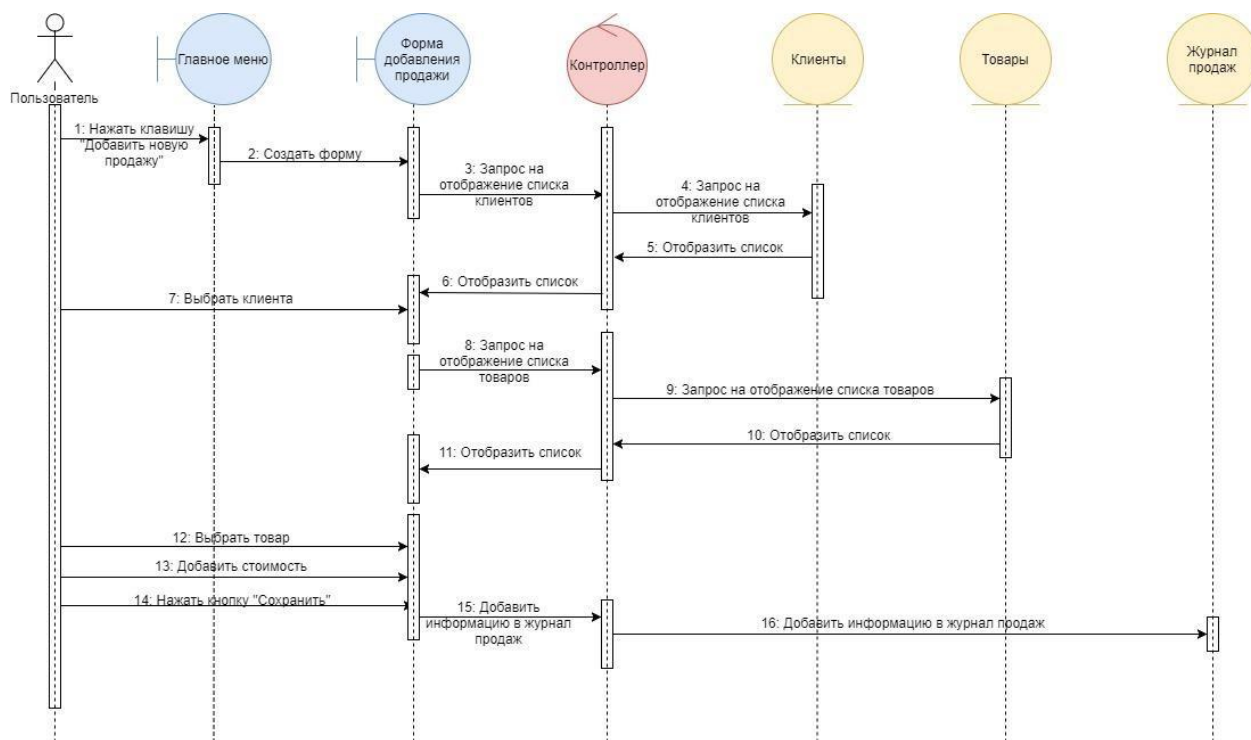 Пользователь
Главное меню
Форма
добавления
продажи
Контроллер
Клиенты
Товары
Журнал
продаж
1: Нажать клавишу
"Добавить новую
продажу"
2: Создать форму
3: Запрос на
отображение списка
клиентов
4: Запрос на
отображение списка
клиентов
5: Отобразить список
6: Отобразить список
7: Выбрать клиента
8: Запрос на
отображение списка
товаров
9: Запрос на отображение списка товаров
10: Отобразить список
11: Отобразить список
12: Выбрать товар
13: Добавить стоимость
14: Нажать кнопку "Сохранить"
15: Добавить
информацию в журнал
продаж
16: Добавить информацию в журнал продаж